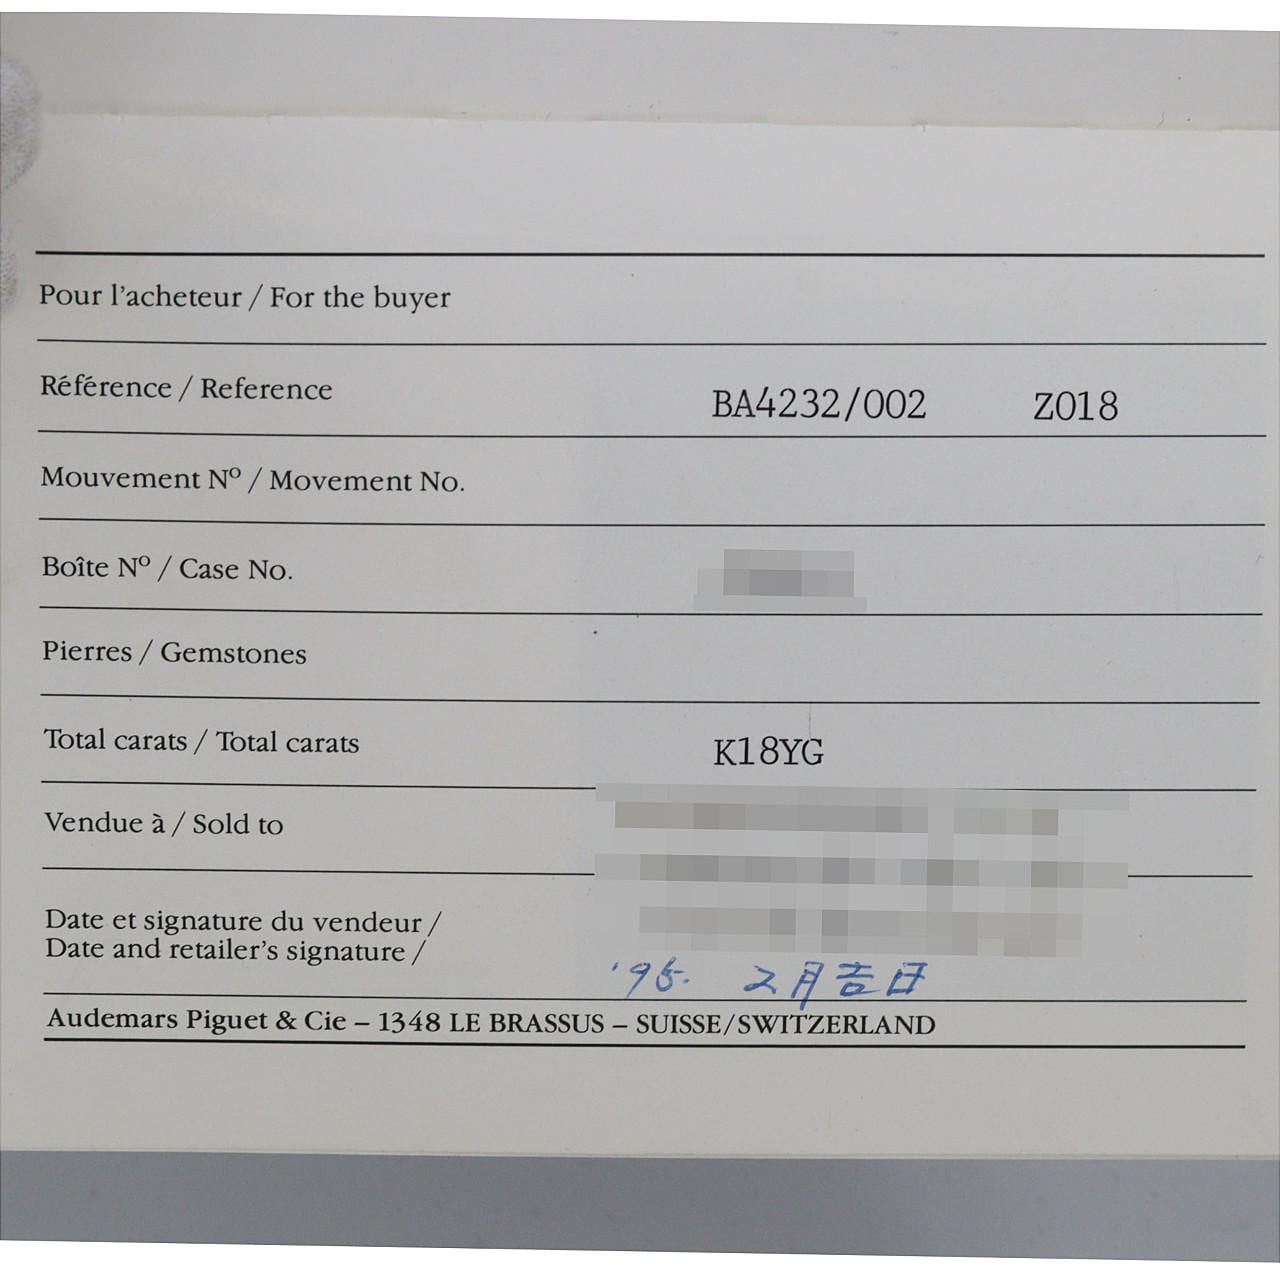 Pour l'acheteur / For the buyer
Référence / Reference BA4232/002 Z018
Mouvement Nº / Movement No.
Boîte Nº / Case No.
Pierres / Gemstones
Total carats / Total carats K18YG
Vendue à / Sold to
Date et signature du vendeur /
Date and retailer's signature /
'95. 2月吉日
Audemars Piguet & Cie – 1348 LE BRASSUS – SUISSE/SWITZERLAND